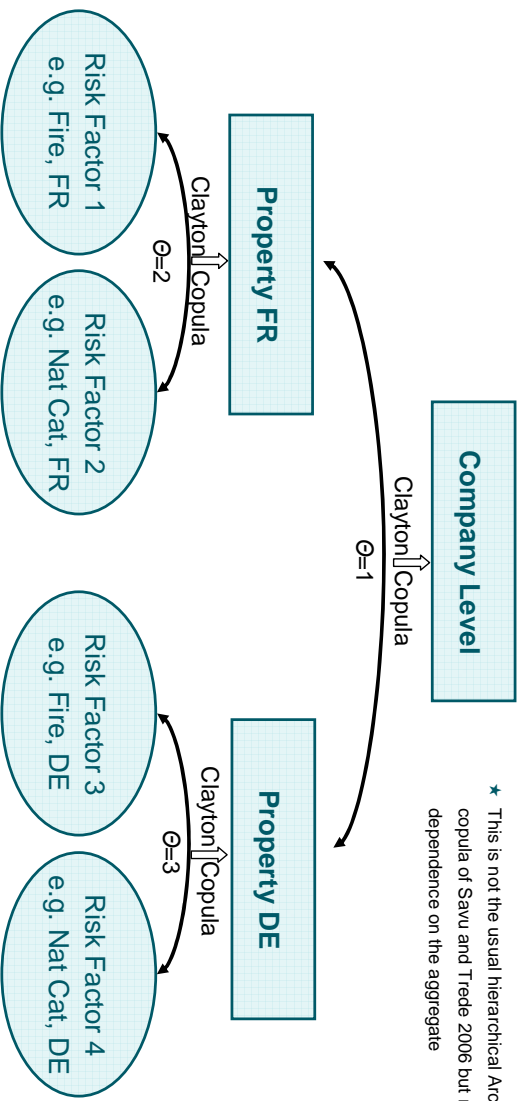 Company Level
Clayton Copula
Θ=1
★ This is not the usual hierarchical
copula of Savu and Trede 2006 but
dependence on the aggregate
Property FR
Property DE
Clayton Copula
Θ=2
Clayton Copula
Θ=3
Risk Factor 1
e.g. Fire, FR
Risk Factor 2
e.g. Nat Cat, FR
Risk Factor 3
e.g. Fire, DE
Risk Factor 4
e.g. Nat Cat, DE